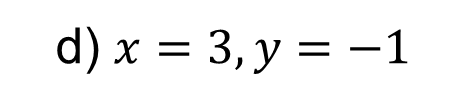 d) x = 3, y = −1